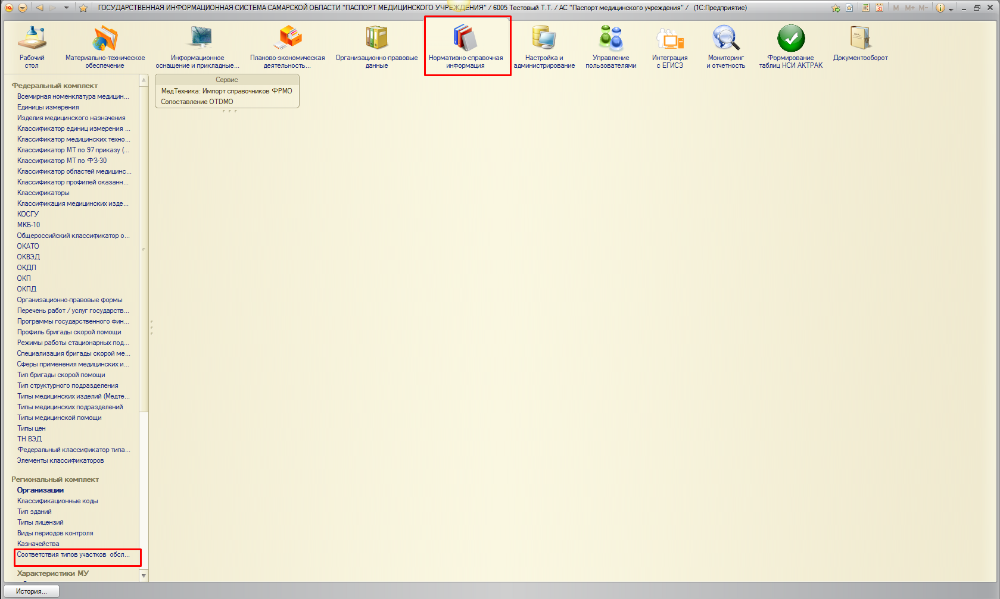 ГОСУДАРСТВЕННАЯ ИНФОРМАЦИОННАЯ СИСТЕМА САМАРСКОЙ ОБЛАСТИ "ПАСПОРТ МЕДИЦИНСКОГО УЧРЕЖДЕНИЯ" / 6005 Тестовый Т.Т. / АС "Паспорт медицинского учреждения" / (1С:Предприятие)
31 M M+ M-
Рабочий
стол
Материально-техническое
обеспечение
Информационное
оснащение и прикладные...
Планово-экономическая
деятельность...
Организационно-правовые
данные
Нормативно-справочная
информация
Настройка и
администрирование
Управление
пользователями
Интеграция
с ЕГИСЗ
Мониторинг
и отчетность
Формирование
таблиц НСИ АКТРАК
Документооборот
Федеральный комплект
Всемирная номенклатура медицин...
Единицы измерения
Изделия медицинского назначения
Классификатор единиц измерения ...
Классификатор медицинских техно...
Классификатор МТ по 97 приказу (...
Классификатор МТ по ФЗ-30
Классификатор областей медицинс...
Классификатор профилей оказанн...
Классификаторы
Классификация медицинских изде...
КОСГУ
МКБ-10
Общероссийский классификатор о...
ОКАТО
ОКВЭД
ОКДП
ОКП
ОКПД
Организационно-правовые формы
Перечень работ / услуг государств...
Программы государственного фин...
Профиль бригады скорой помощи
Режимы работы стационарных под...
Специализация бригады скорой ме...
Сферы применения медицинских и...
Тип бригады скорой помощи
Тип структурного подразделения
Типы медицинских изделий (Медте...
Типы медицинских подразделений
Типы медицинской помощи
Типы цен
ТН ВЭД
Федеральный классификатор типа...
Элементы классификаторов
Региональный комплект
Организации
Классификационные коды
Тип зданий
Типы лицензий
Виды периодов контроля
Казначейства
Соответствия типов участков обсл...
Характеристики МУ
Сервис
МедТехника: Импорт справочников ФРМО
Сопоставление OTDMO
История...